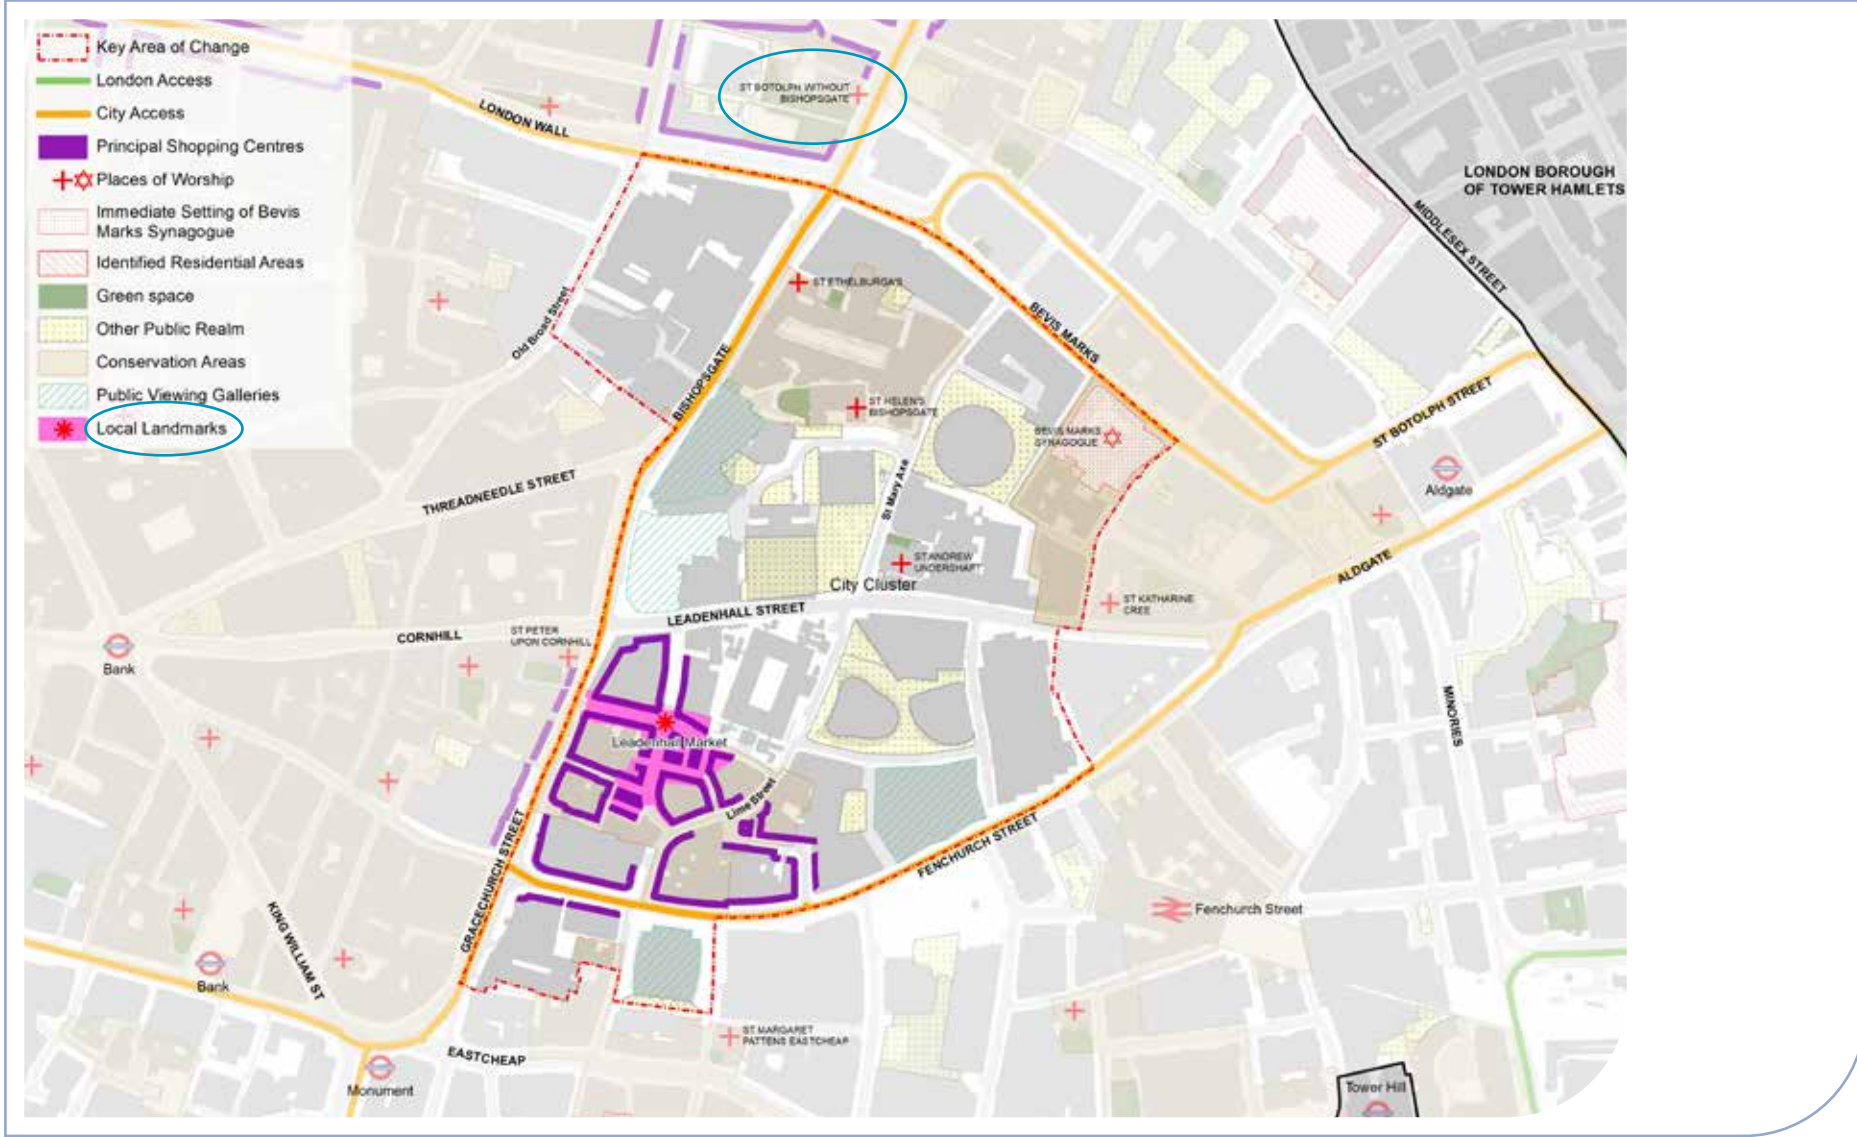 Key Area of Change
London Access
City Access
Principal Shopping Centres
Places of Worship
Immediate Setting of Bevis
Marks Synagogue
Identified Residential Areas
Green space
Other Public Realm
Conservation Areas
Public Viewing Galleries
Local Landmarks
ST BOTOLPH WITHOUT
BISHOPSGATE
LONDON WALL
LONDON BOROUGH
OF TOWER HAMLETS
MIDDLESEX STREET
ST ETHELBURGA'S
Old Broad Street
BEVIS MARKS
BISHOPSGATE
ST HELEN'S
BISHOPSGATE
BEVIS MARKS
SYNAGOGUE
ST BOTOLPH STREET
Aldgate
THREADNEEDLE STREET
St Mary Axe
ST ANDREW
UNDERSHAFT
ALDGATE
City Cluster
ST KATHARINE
CREE
LEADENHALL STREET
CORNHILL
ST PETER
UPON CORNHILL
Bank
MINORIES
Leadenhall Market
Lime Street
FENCHURCH STREET
GRACECHURCH STREET
KING WILLIAM ST
Fenchurch Street
Bank
ST MARGARET
PATTENS EASTCHEAP
EASTCHEAP
Monument
Tower Hill